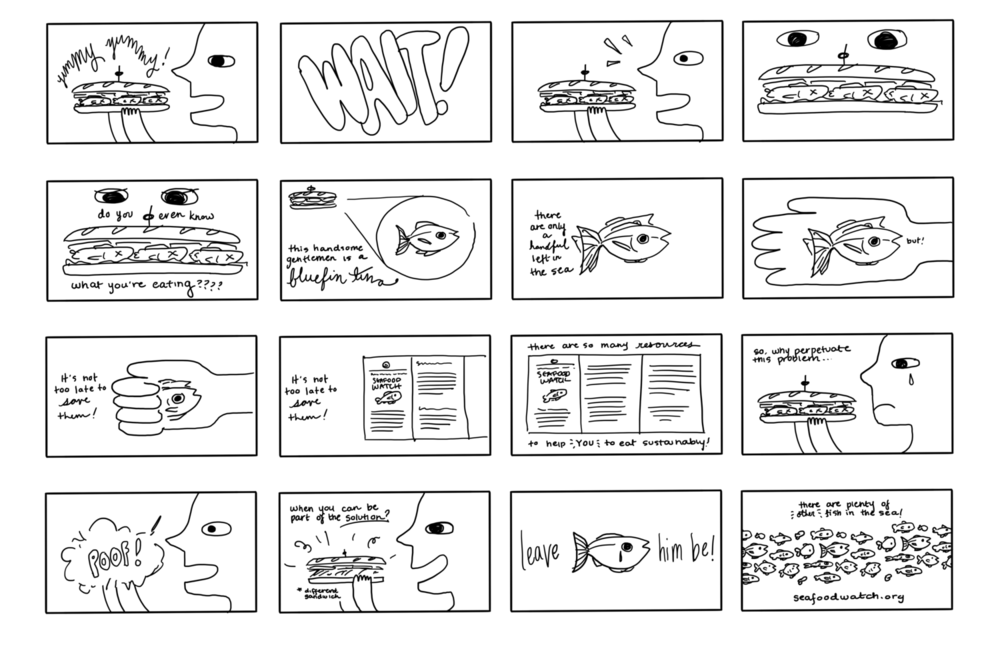 yummy yummy!
WAIT!
do you even know
what you're eating????
this handsome
gentlemen is a
bluefin tuna
there
are only
a
handful
left in
the sea
but!
It's not
too late to
save
them!
It's not
too late to
save
them!
SEAFOOD
WATCH
there are so many resources
SEAFOOD
WATCH
to help YOU to eat sustainably!
so, why perpetuate
this problem...
POOF!
when you can be
part of the solution?
*different
sandwich
leave him be!
there are plenty of
other fish in the sea!
seafoodwatch.org